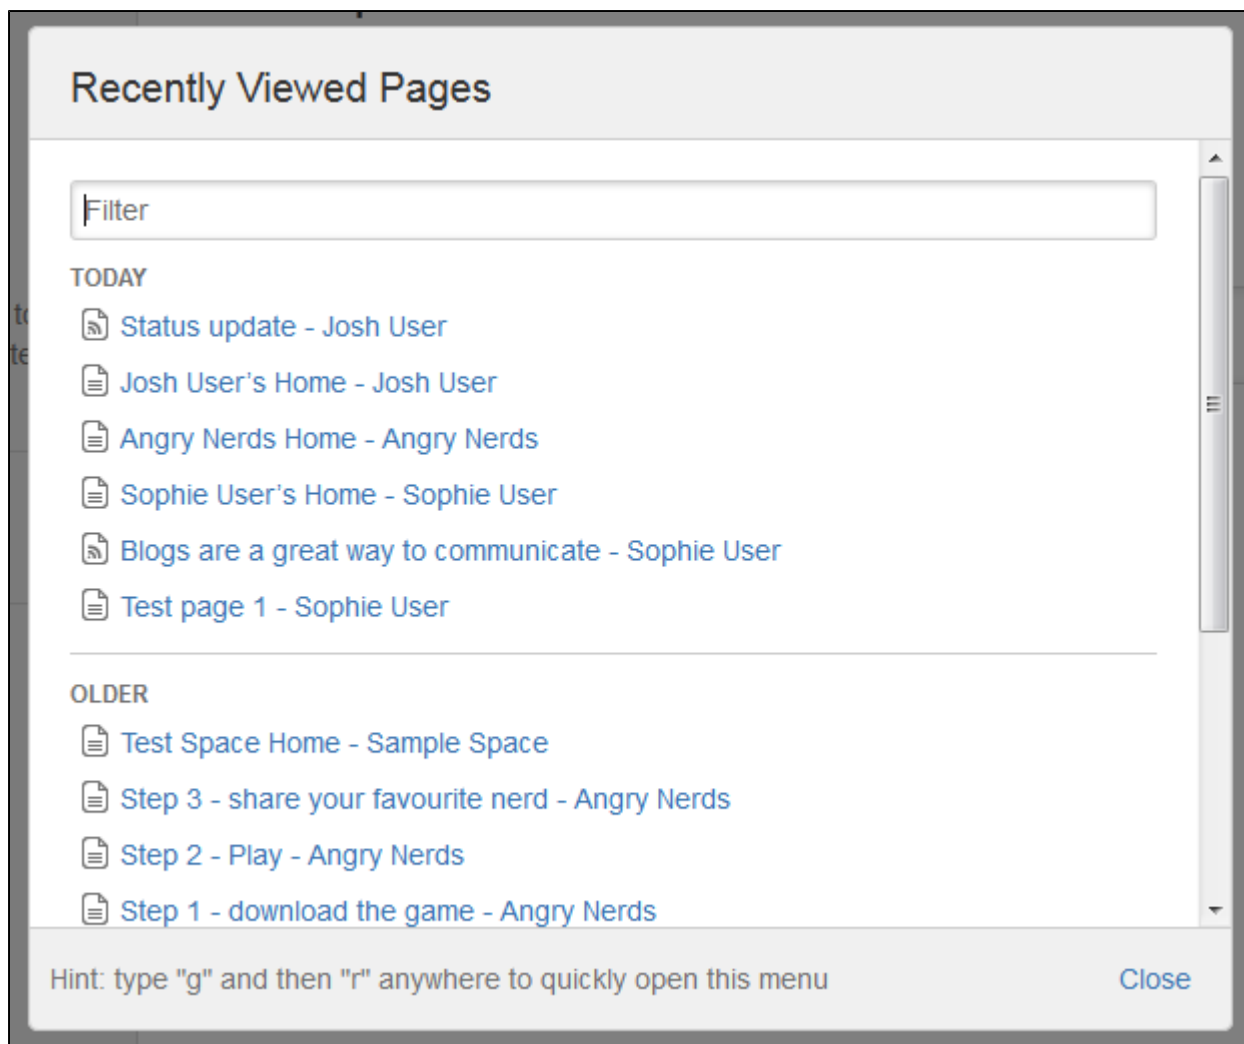 Recently Viewed Pages
Filter
TODAY
Status update - Josh User
Josh User’s Home - Josh User
Angry Nerds Home - Angry Nerds
Sophie User’s Home - Sophie User
Blogs are a great way to communicate - Sophie User
Test page 1 - Sophie User
OLDER
Test Space Home - Sample Space
Step 3 - share your favourite nerd - Angry Nerds
Step 2 - Play - Angry Nerds
Step 1 - download the game - Angry Nerds
Hint: type "g" and then "r" anywhere to quickly open this menu
Close